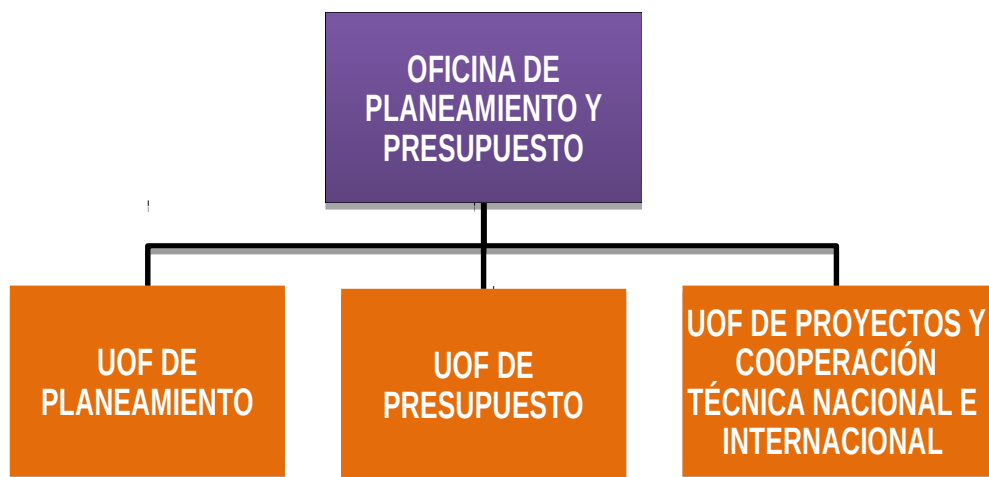 OFICINA DE
PLANEAMIENTO Y
PRESUPUESTO
UOF DE
PLANEAMIENTO
UOF DE
PRESUPUESTO
UOF DE PROYECTOS Y
COOPERACIÓN
TÉCNICA NACIONAL E
INTERNACIONAL